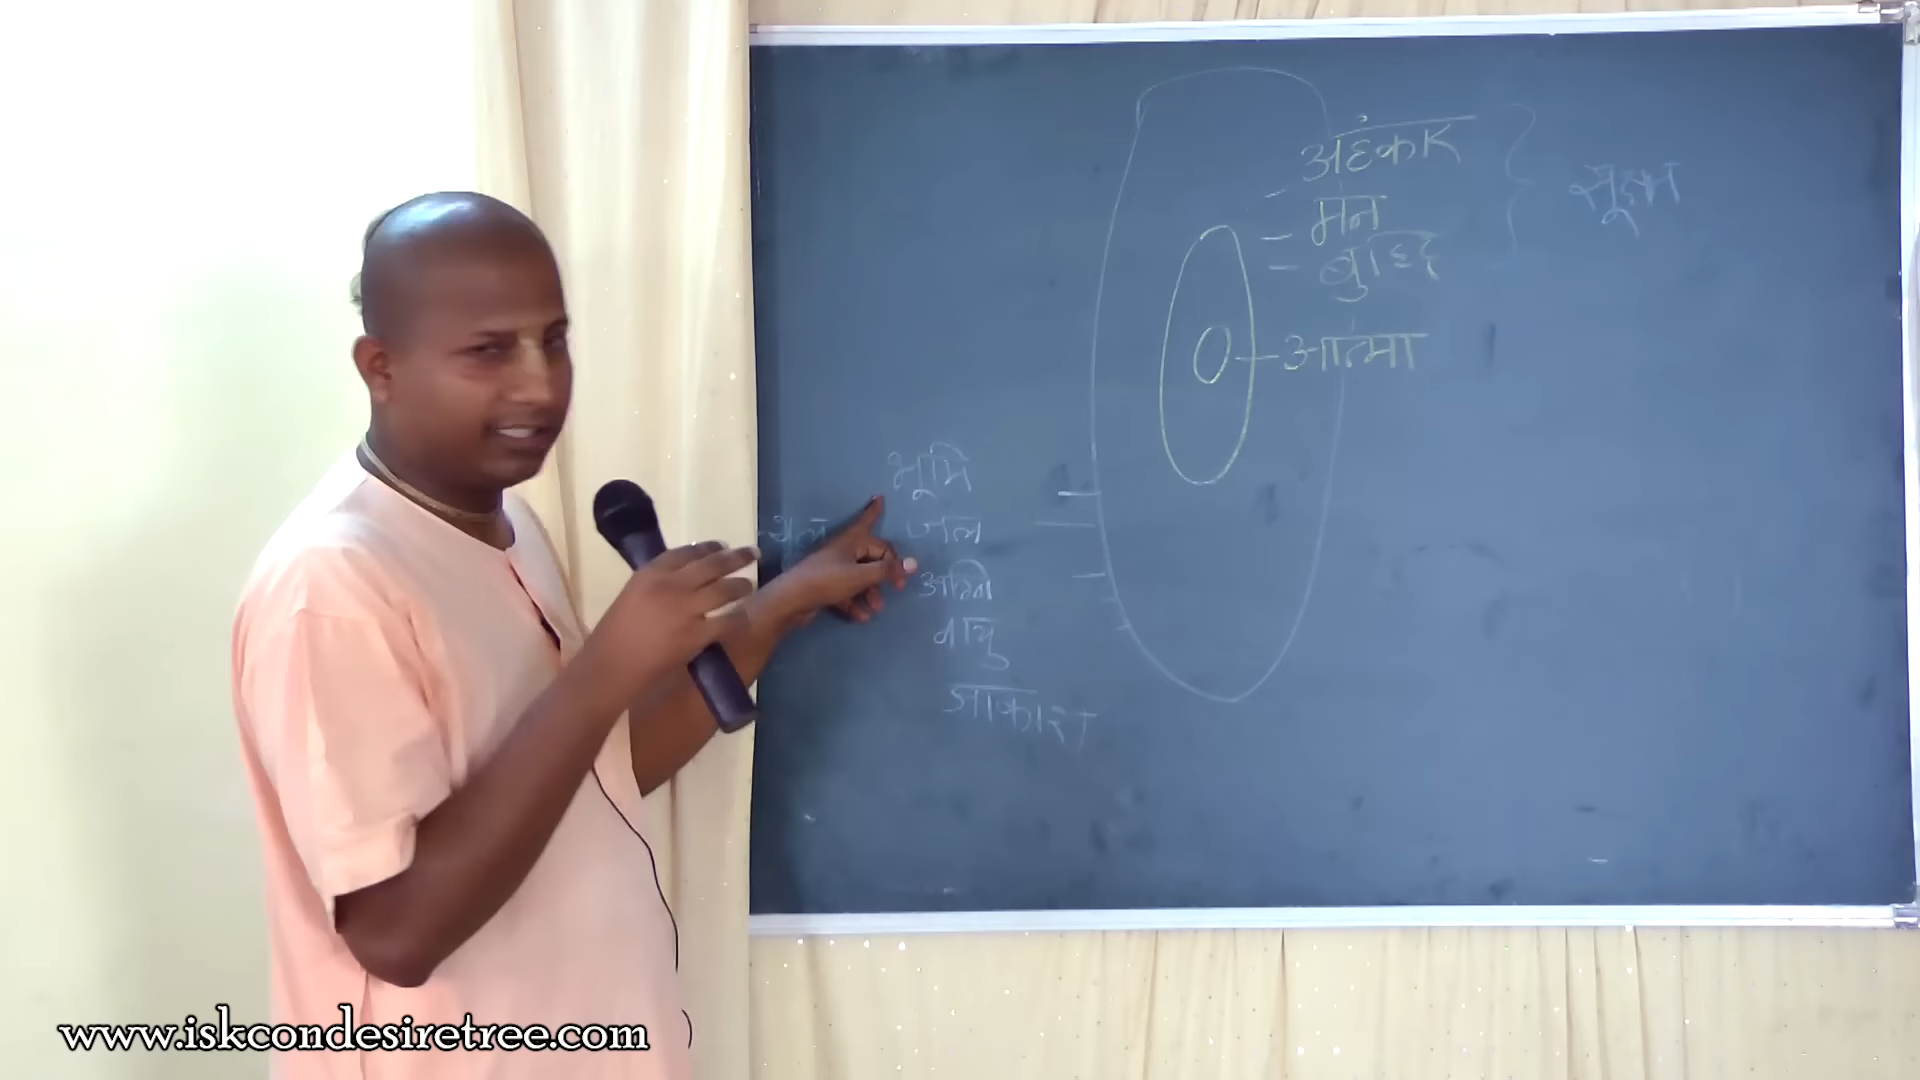 अहंकार
मन
बुद्धि
सूक्ष्म
आत्मा
भूमि
जल
अग्नि
वायु
आकाश
www.iskcondesiretree.com